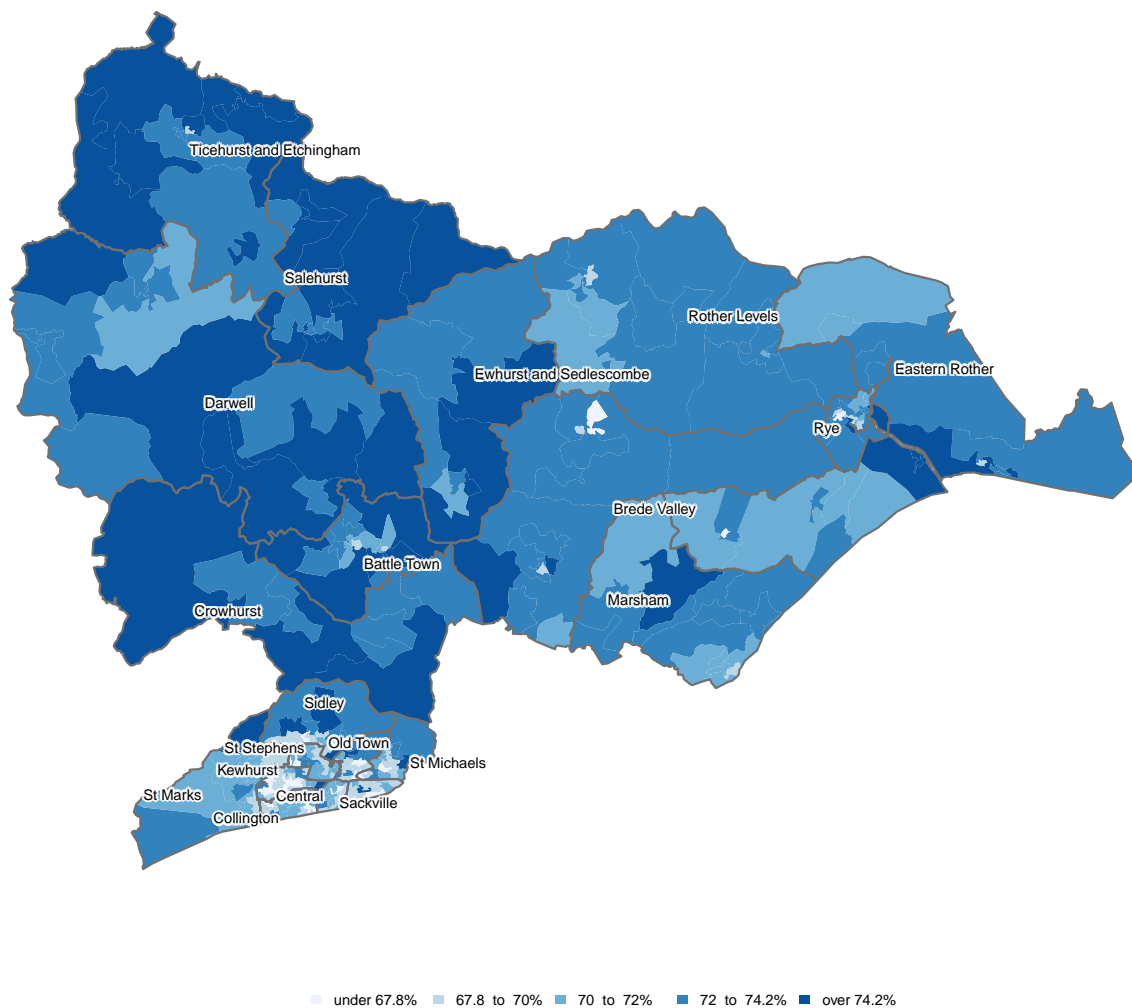 Ticehurst and Etchingham
Salehurst
Rother Levels
Eastern Rother
Ewhurst and Sedlescombe
Darwell
Rye
Brede Valley
Battle Town
Marsham
Crowhurst
Sidley
Old Town
St Stephens
St Michaels
Kewhurst
St Marks
Central
Sackville
Collington
under 67.8% 67.8 to 70% 70 to 72% 72 to 74.2% over 74.2%